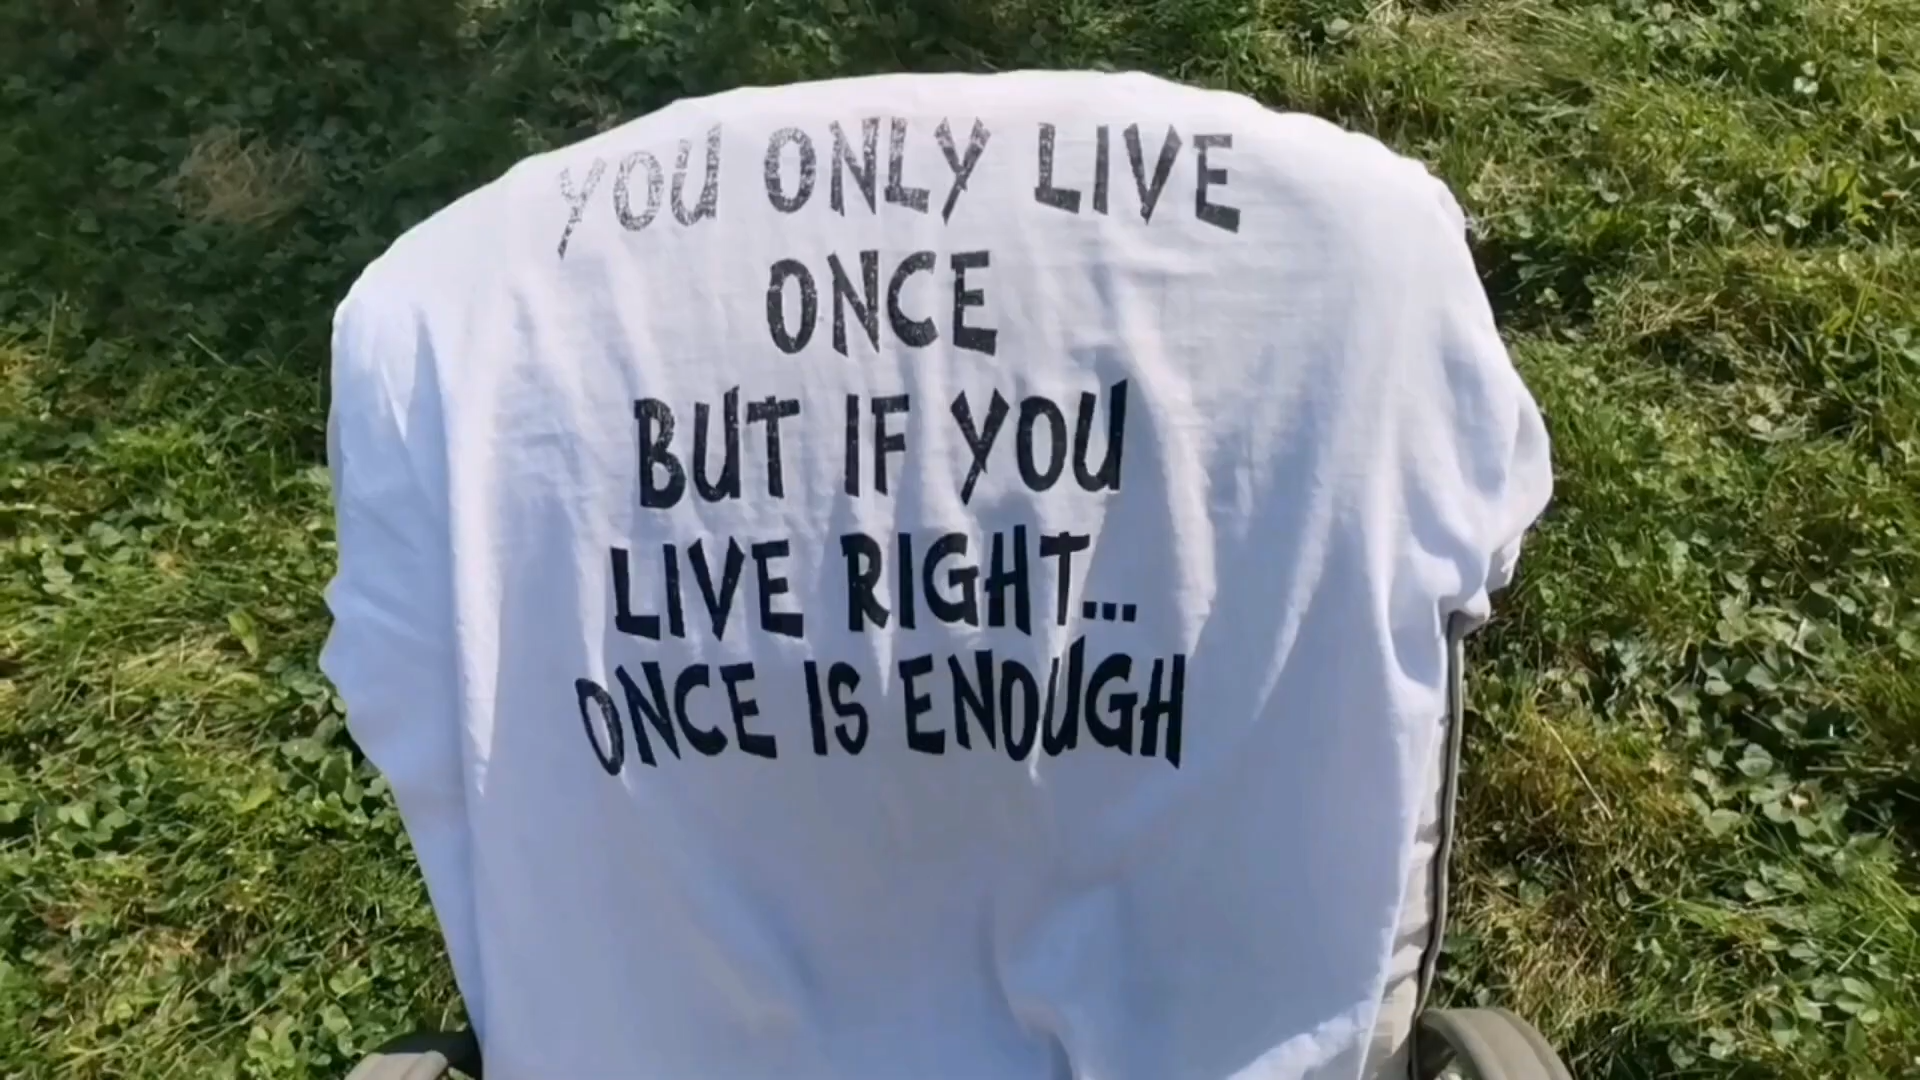 YOU ONLY LIVE
ONCE
BUT IF YOU
LIVE RIGHT...
ONCE IS ENOUGH